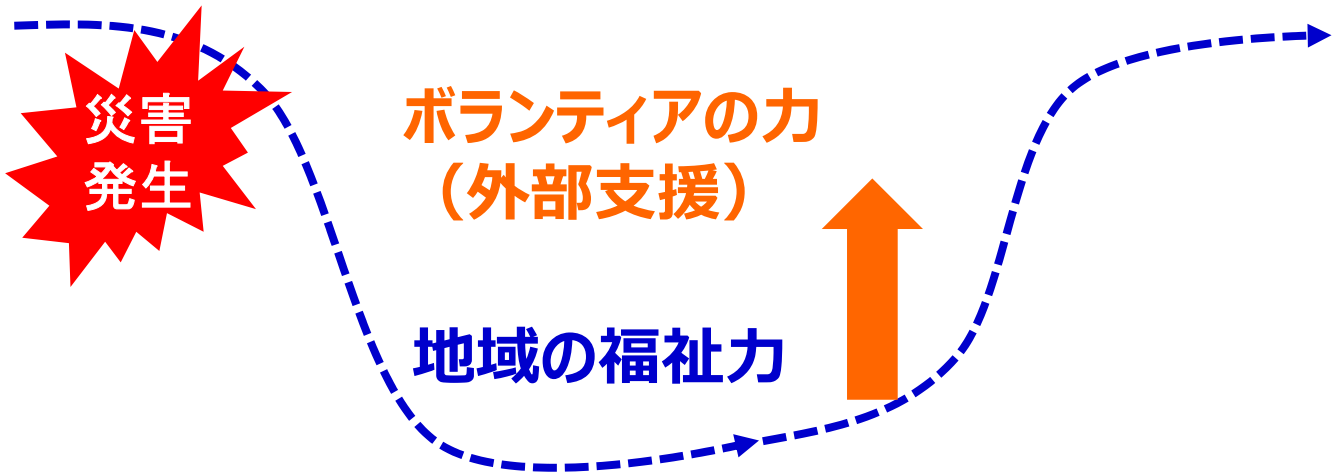 災害
発生
ボランティアの力
（外部支援）
地域の福祉力